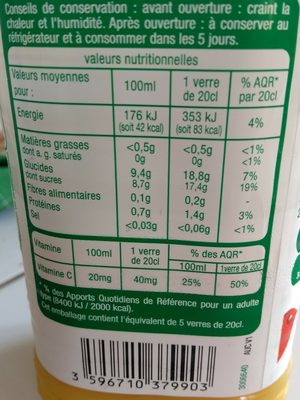 Conseils de conservation : avant ouverture : craint la
chaleur et l'humidité. Après ouverture : à conserver au
réfrigérateur et à consommer dans les 5 jours.
valeurs nutritionnelles
Valeurs moyennes pour : 100ml 1 verre de 20cl % AQR* par 20cl
Energie 176 kJ (soit 42 kcal) 353 kJ (soit 83 kcal) 4%
Matières grasses <0,5g <0,5g <1%
dont a. g. saturés 0g 0g <1%
Glucides 9,4g 18,8g 7%
dont sucres 8,7g 17,4g 19%
Fibres alimentaires 0,1g 0,2g -
Protéines 0,7g 1,4g 3%
Sel <0,03g <0,06g <1%
Vitamine 100ml 1 verre de 20cl % des AQR*
100ml 1verre de 20cl
Vitamine C 20mg 40mg 25% 50%
* % des Apports Quotidiens de Référence pour un adulte
type (8400 kJ / 2000 kcal).
Cet emballage contient l'équivalent de 5 verres de 20cl.
3 596710 379903
3006640
AUC V1